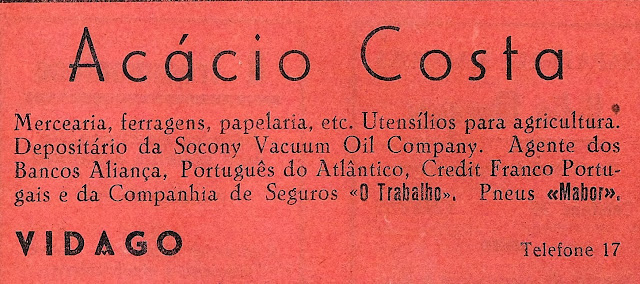 Acácio Costa
Mercearia, ferragens, papelaria, etc. Utensílios para agricultura.
Depositário da Socony Vacuum Oil Company. Agente dos
Bancos Aliança, Português do Atlântico, Credit Franco Portu-
gais e da Companhia de Seguros «O Trabalho». Pneus «Mabor».
VIDAGO
Telefone 17